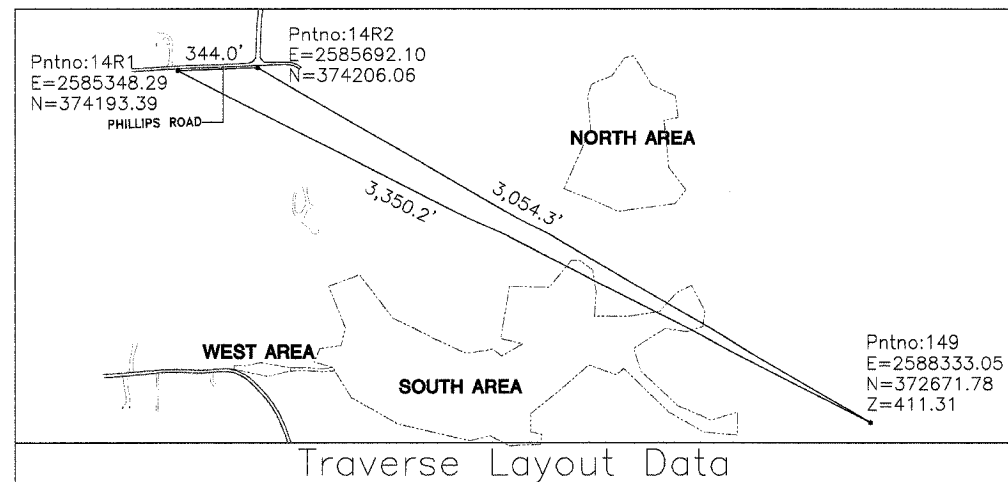 Pntno:14R1
E=2585348.29
N=374193.39
344.0'
Pntno:14R2
E=2585692.10
N=374206.06
PHILLIPS ROAD
NORTH AREA
3,350.2'
3,054.3'
WEST AREA
SOUTH AREA
Pntno:149
E=2588333.05
N=372671.78
Z=411.31
Traverse Layout Data